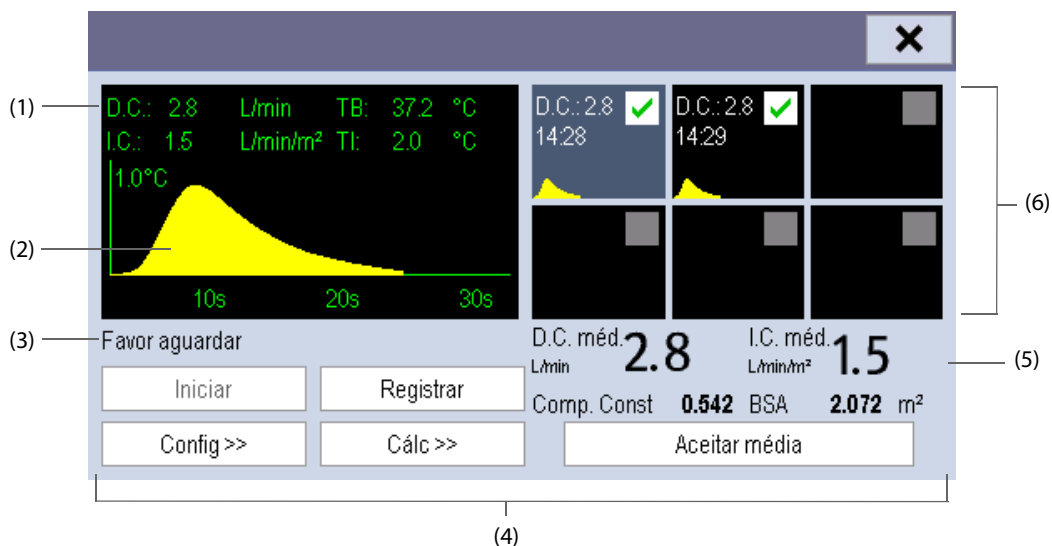 (1)
D.C.: 2.8 L/min TB: 37.2 °C
I.C.: 1.5 L/min/m² TI: 2.0 °C
1.0°C
(2)
10s 20s 30s
D.C.: 2.8
14:28
D.C.: 2.8
14:29
(6)
(3)
Favor aguardar
Iniciar
Registrar
Config >>
Cálc >>
D.C. méd. 2.8
L/min
I.C. méd. 1.5
L/min/m²
(5)
Comp. Const 0.542 BSA 2.072 m²
Aceitar média
(4)